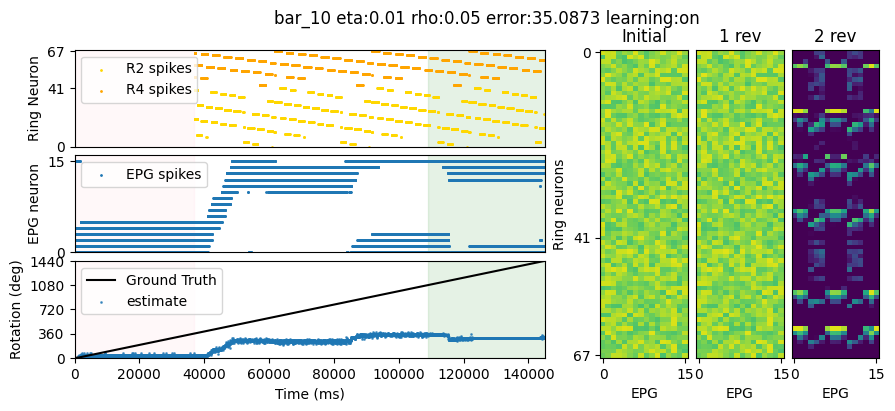 bar_10 eta:0.01 rho:0.05 error:35.0873 learning:on
Initial
1 rev
2 rev
67
41
0
Ring Neuron
R2 spikes
R4 spikes
15
0
EPG neuron
EPG spikes
1440
1080
720
360
0
Rotation (deg)
Ground Truth
estimate
0
20000
40000
60000
80000
100000
120000
140000
Time (ms)
0
41
67
Ring neurons
0
15
EPG
0
15
EPG
0
15
EPG